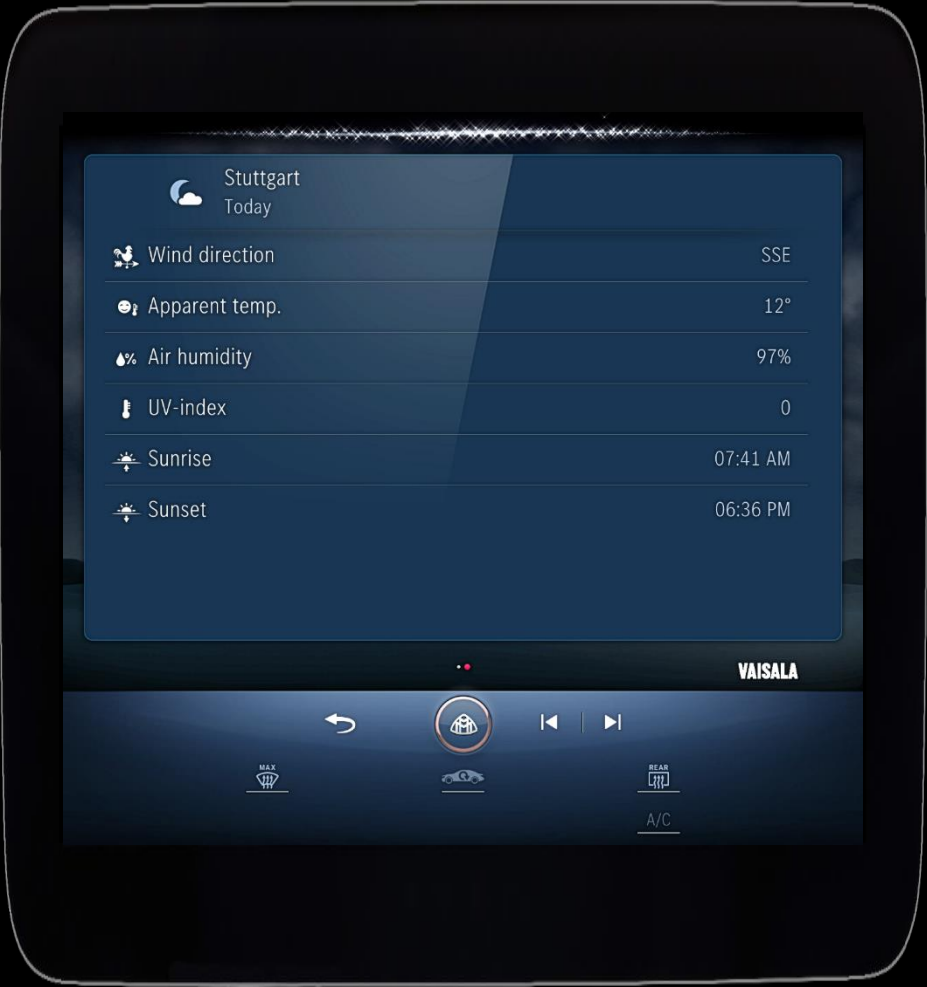 Stuttgart
Today
Wind direction SSE
Apparent temp. 12°
Air humidity 97%
UV-index 0
Sunrise 07:41 AM
Sunset 06:36 PM
VAISALA
MAX
REAR
A/C